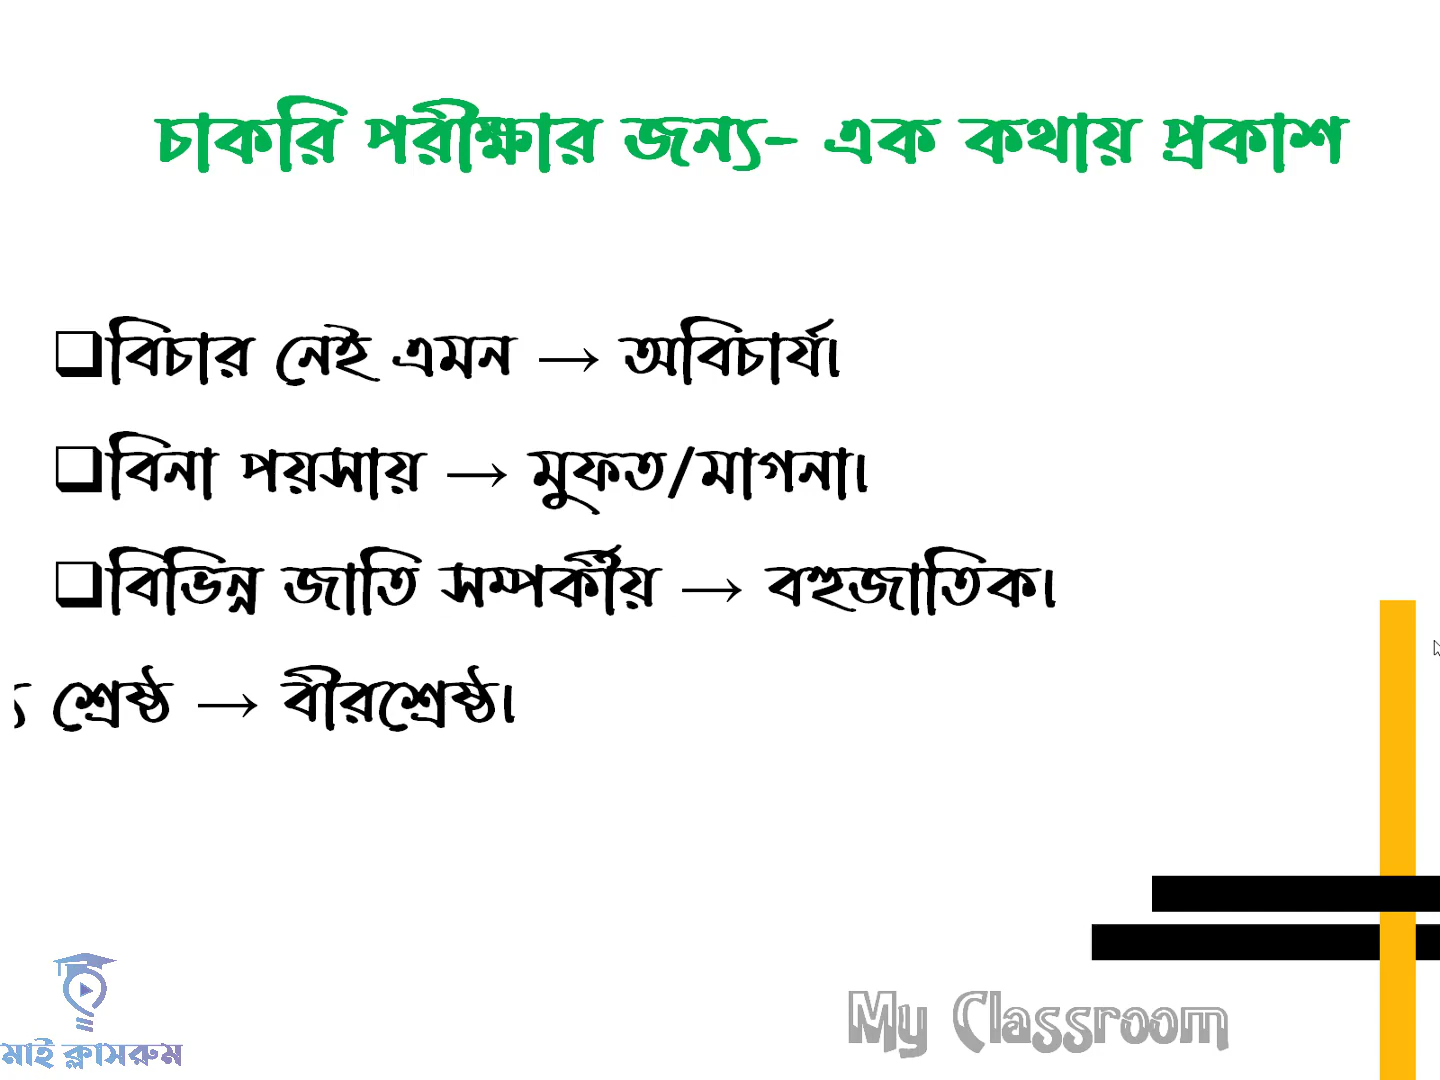 চাকরি পরীক্ষার জন্য- এক কথায় প্রকাশ
❑বিচার নেই এমন → অবিচার্য।
❑বিনা পয়সায় → মুফত/মাগনা।
❑বিভিন্ন জাতি সম্পর্কীয় → বহুজাতিক।
শ্রেষ্ঠ → বীরশ্রেষ্ঠ।
My Classroom
মাই ক্লাসরুম